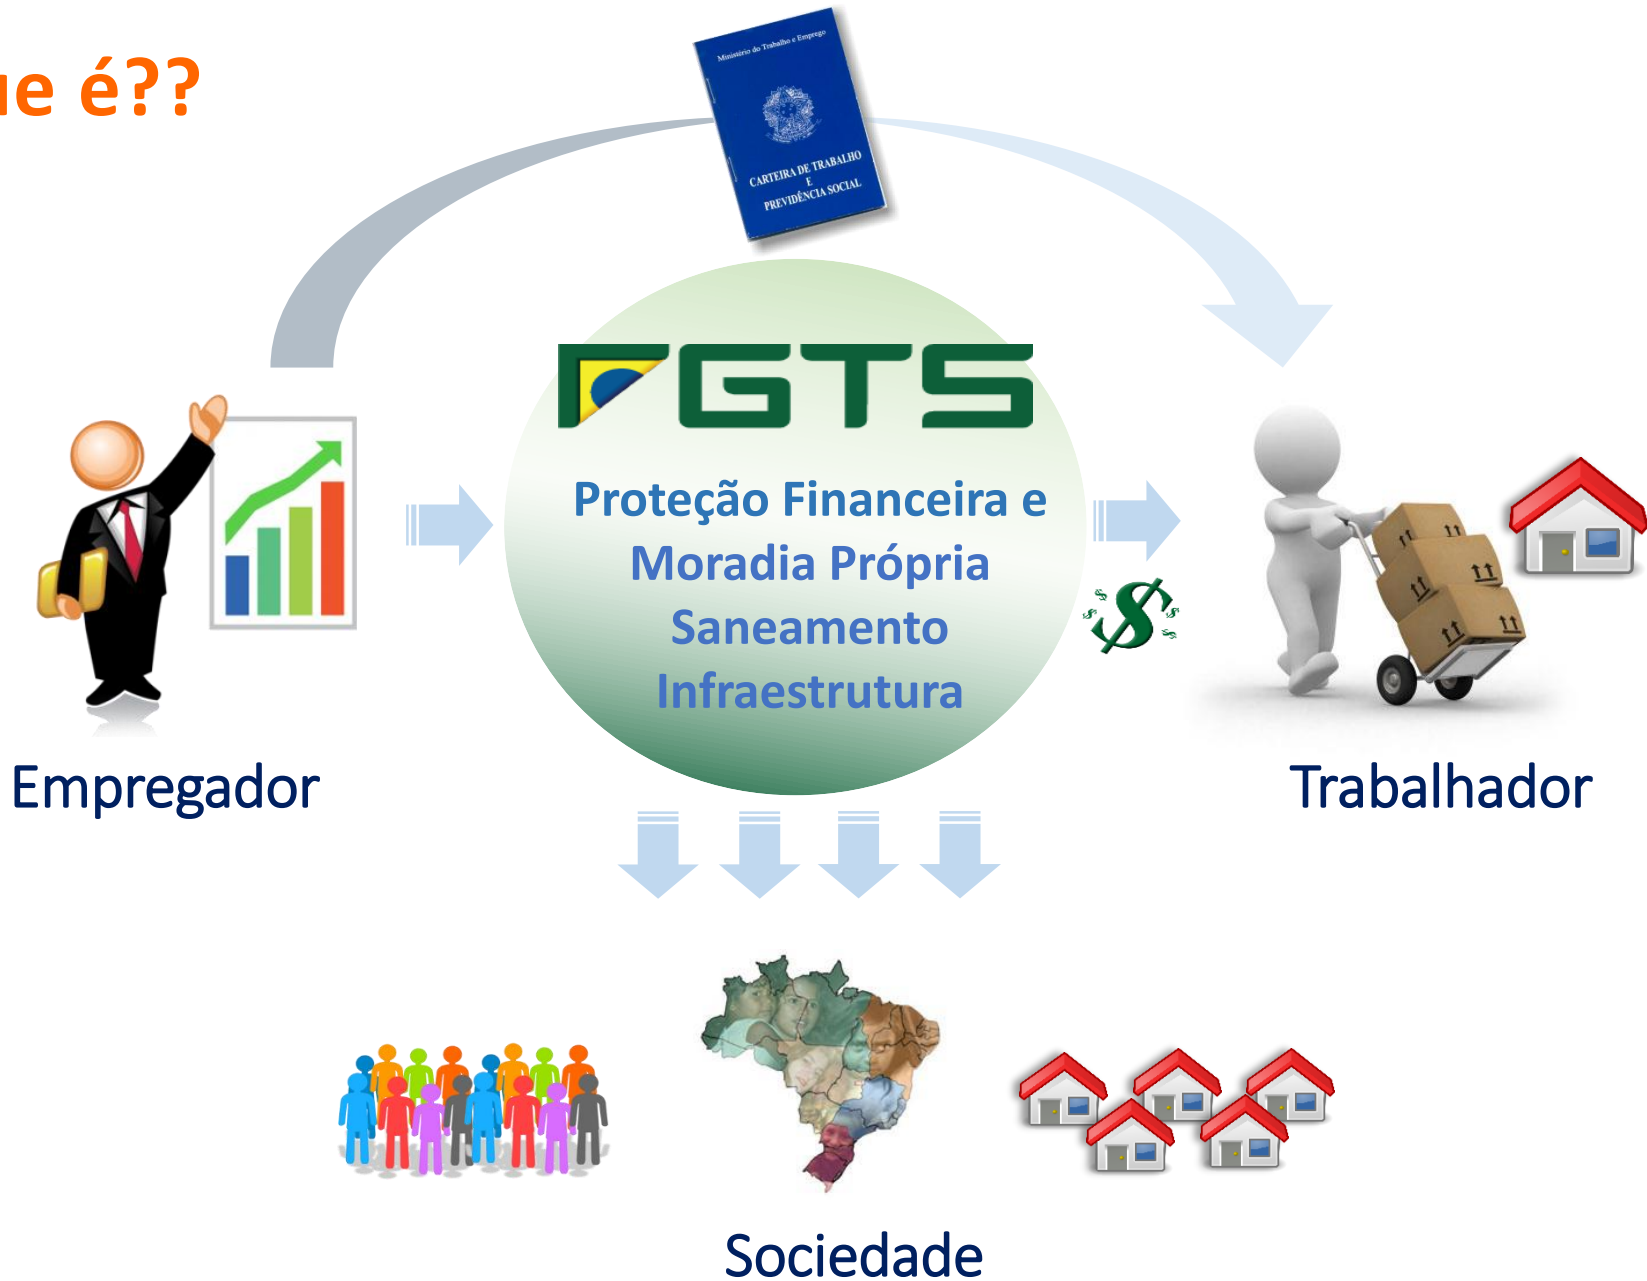 ue é??
Ministério do Trabalho e Emprego
CARTEIRA DE TRABALHO
E
PREVIDÊNCIA SOCIAL
FGTS
Proteção Financeira e
Moradia Própria
Saneamento
Infraestrutura
Empregador
Trabalhador
Sociedade